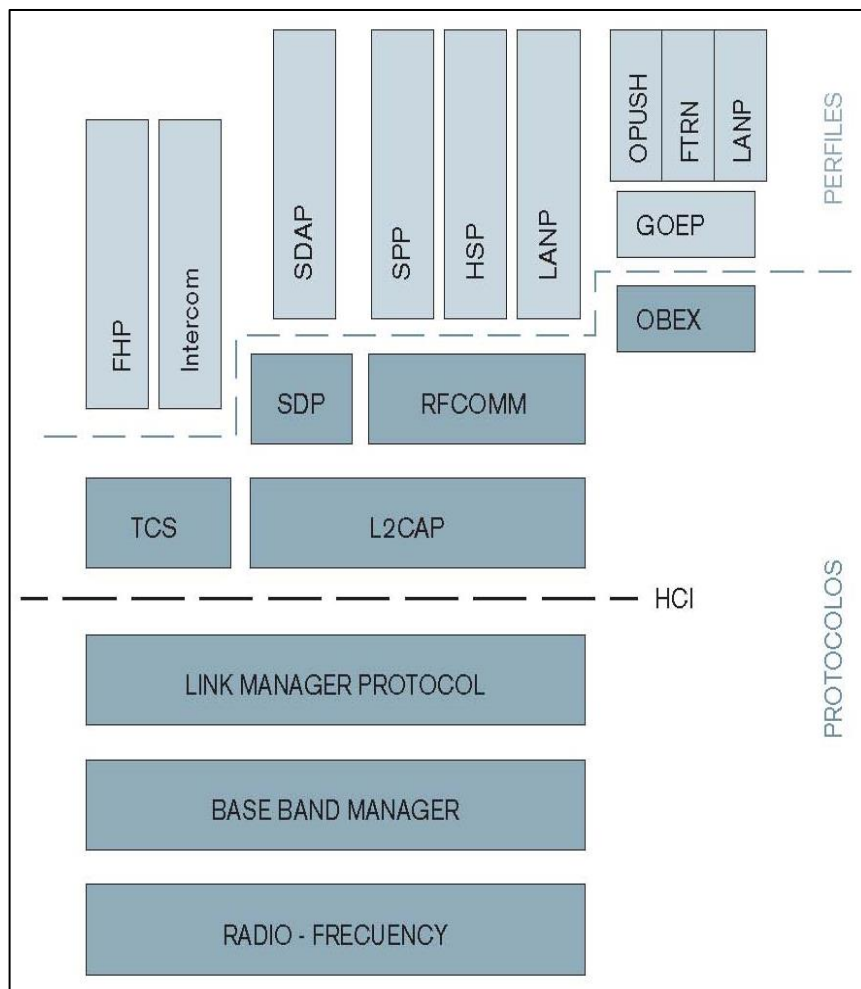 OPUSH
FTRN
LANP
PERFILES
FHP
Intercom
SDAP
SPP
HSP
LANP
GOEP
OBEX
SDP
RFCOMM
TCS
L2CAP
HCI
PROTOCOLOS
LINK MANAGER PROTOCOL
BASE BAND MANAGER
RADIO - FRECUENCY